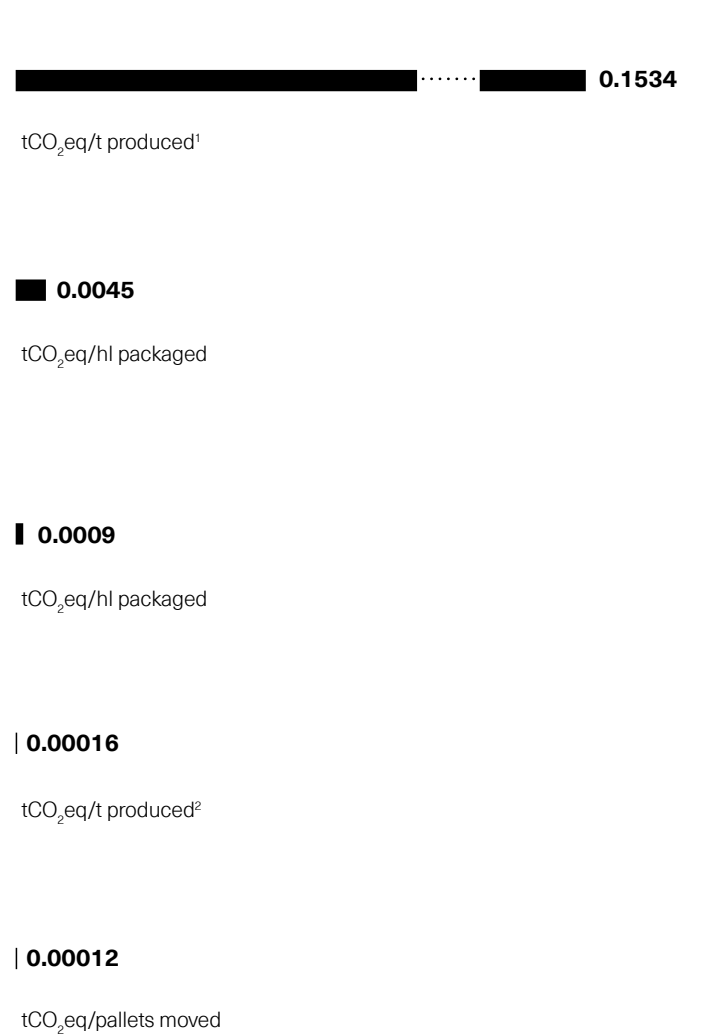 0.1534
tCO₂eq/t produced¹
0.0045
tCO₂eq/hl packaged
0.0009
tCO₂eq/hl packaged
0.00016
tCO₂eq/t produced²
0.00012
tCO₂eq/pallets moved